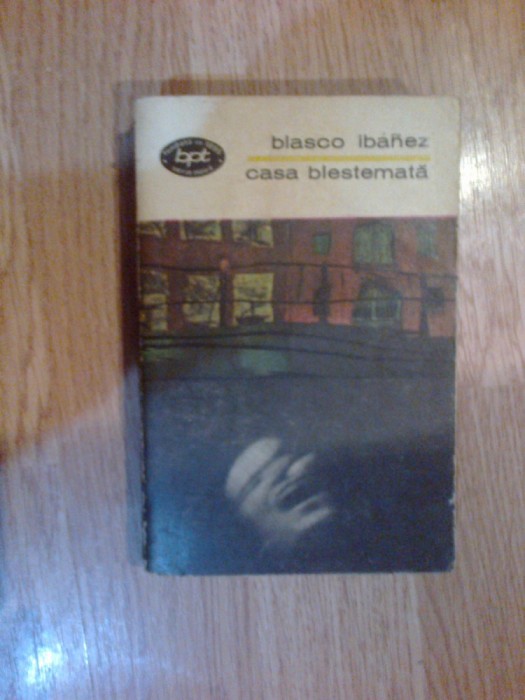 bpt
blasco ibáñez
casa blestemată